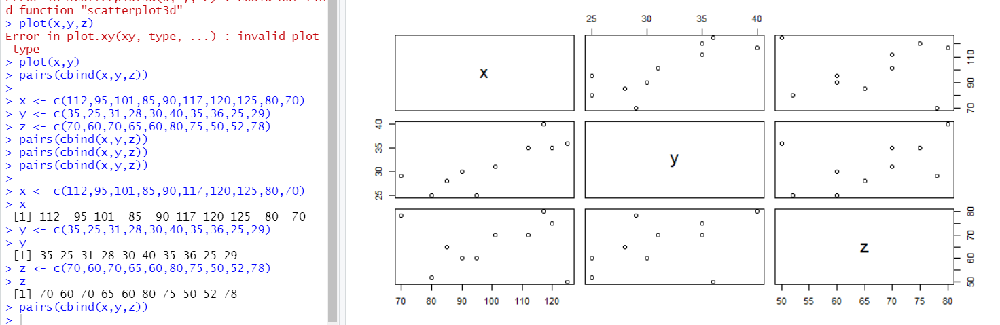 Error in scatterplot3d(x, y, z) : could not fin
d function "scatterplot3d"
> plot(x,y,z)
Error in plot.xy(xy, type, ...) : invalid plot
 type
> plot(x,y)
> pairs(cbind(x,y,z))
>
> x <- c(112,95,101,85,90,117,120,125,80,70)
> y <- c(35,25,31,28,30,40,35,36,25,29)
> z <- c(70,60,70,65,60,80,75,50,52,78)
> pairs(cbind(x,y,z))
> pairs(cbind(x,y,z))
> pairs(cbind(x,y,z))
>
> x <- c(112,95,101,85,90,117,120,125,80,70)
> x
 [1] 112  95 101  85  90 117 120 125  80  70
> y <- c(35,25,31,28,30,40,35,36,25,29)
> y
 [1] 35 25 31 28 30 40 35 36 25 29
> z <- c(70,60,70,65,60,80,75,50,52,78)
> z
 [1] 70 60 70 65 60 80 75 50 52 78
> pairs(cbind(x,y,z))
>
25 30 35 40
x
70 90 110
25 30 35 40
y
z
50 60 70 80
70 80 90 100 110 120
50 55 60 65 70 75 80